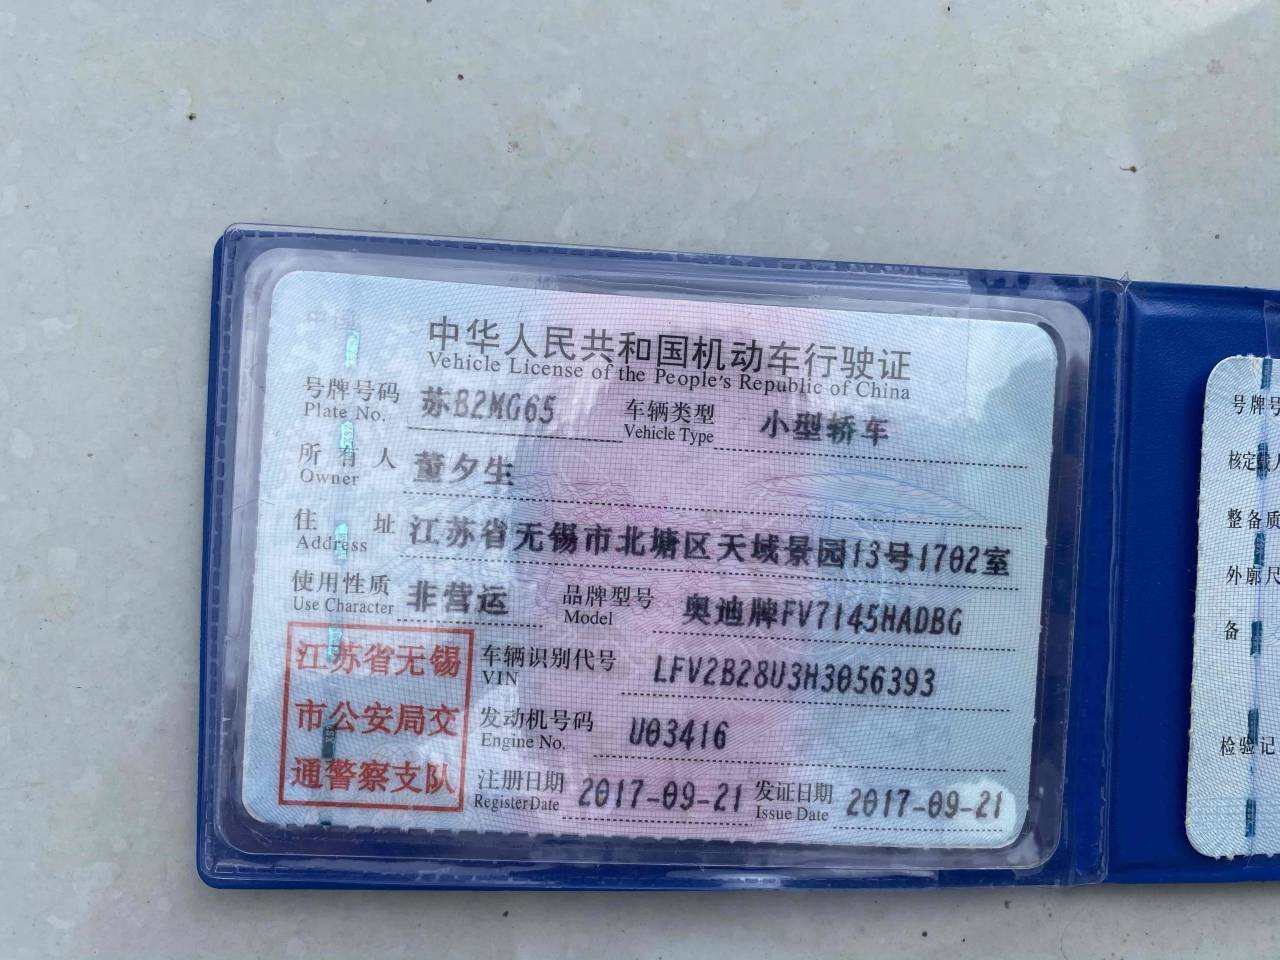 中华人民共和国机动车行驶证
Vehicle License of the People's Republic of China
号牌号码 苏B2MG65 车辆类型 小型轿车
Plate No. Vehicle Type
所有人 董夕生
Owner
住址 江苏省无锡市北塘区天域景园13号1702室
Address
使用性质 非营运 品牌型号 奥迪牌FV7145HADBG
Use Character Model
江苏省无锡
市公安局交
通警察支队
车辆识别代号 LFV2B28U3H3056393
VIN
发动机号码 U03416
Engine No.
注册日期 2017-09-21 发证日期 2017-09-21
Register Date Issue Date
号牌号
核定载人
整备质
外廓尺
备
检验记